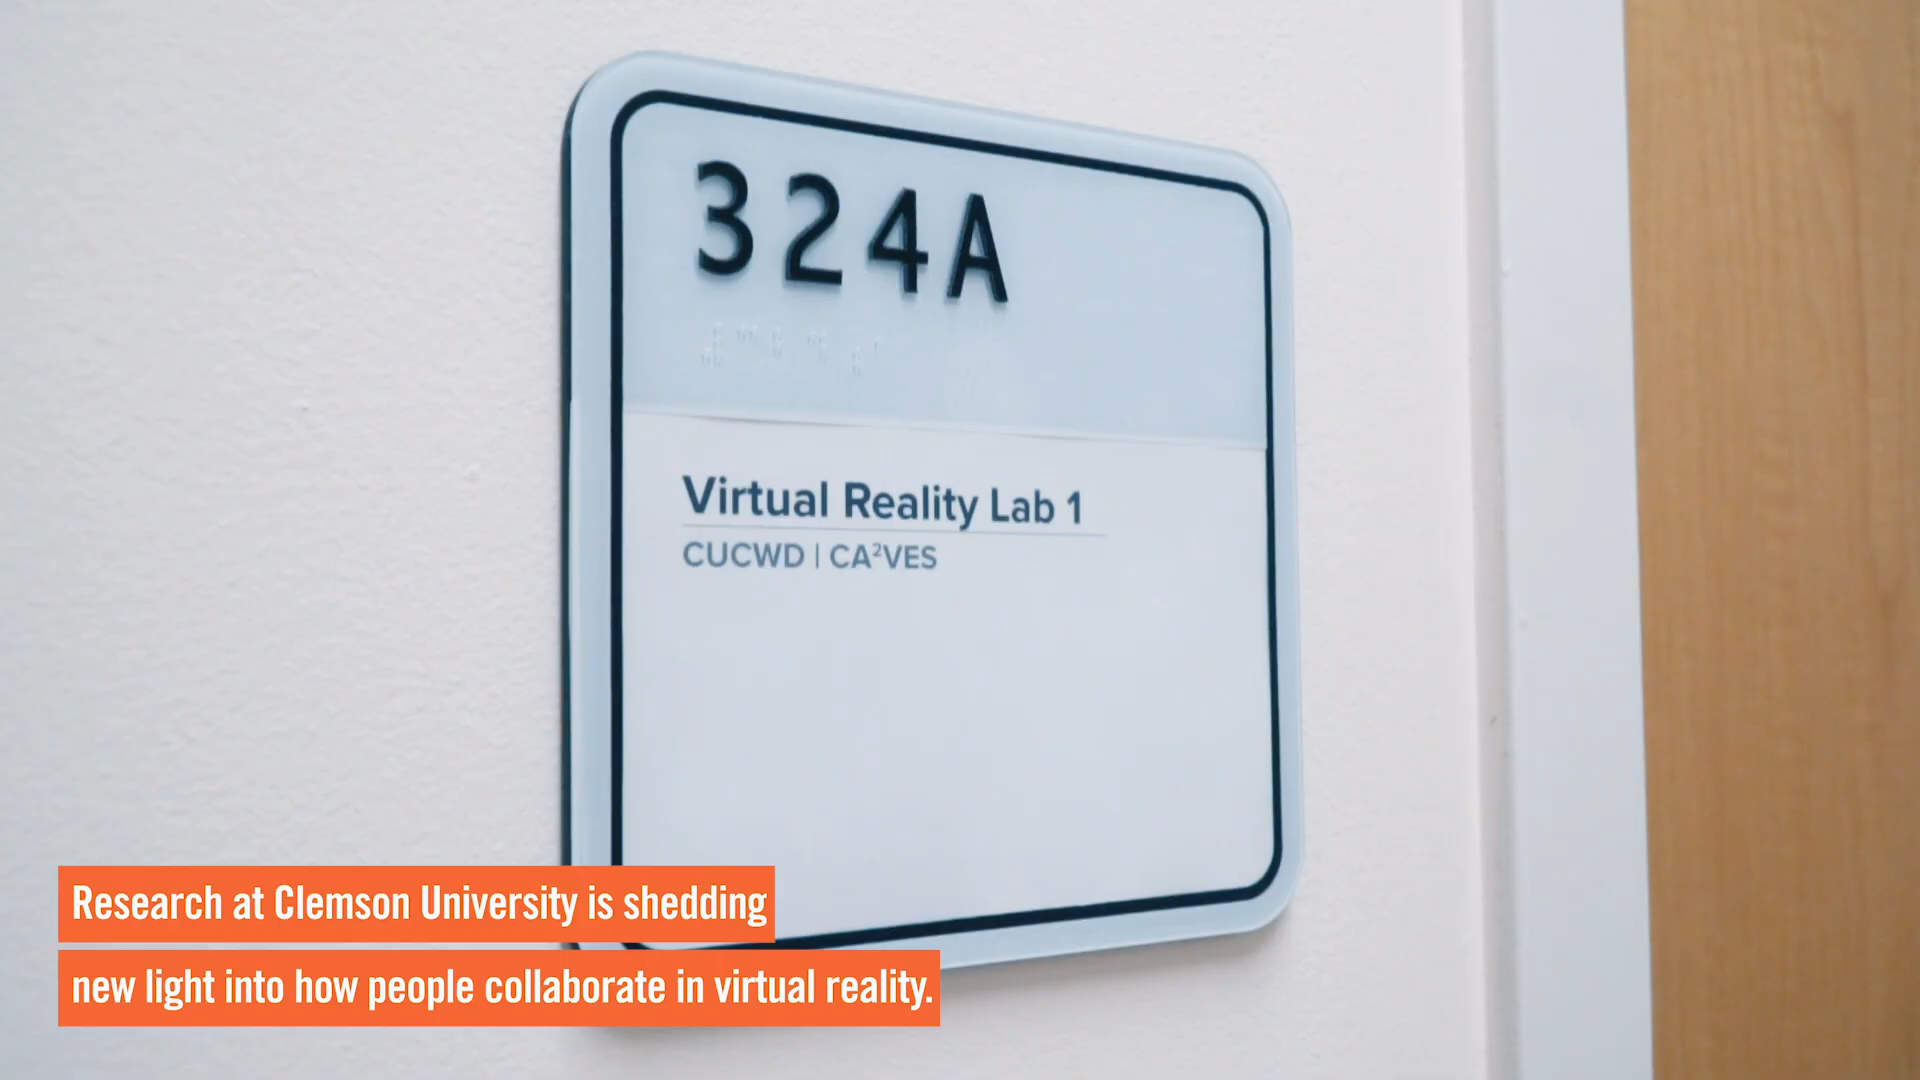 324A
Virtual Reality Lab 1
CUCWD | CA²VES
Research at Clemson University is shedding
new light into how people collaborate in virtual reality.